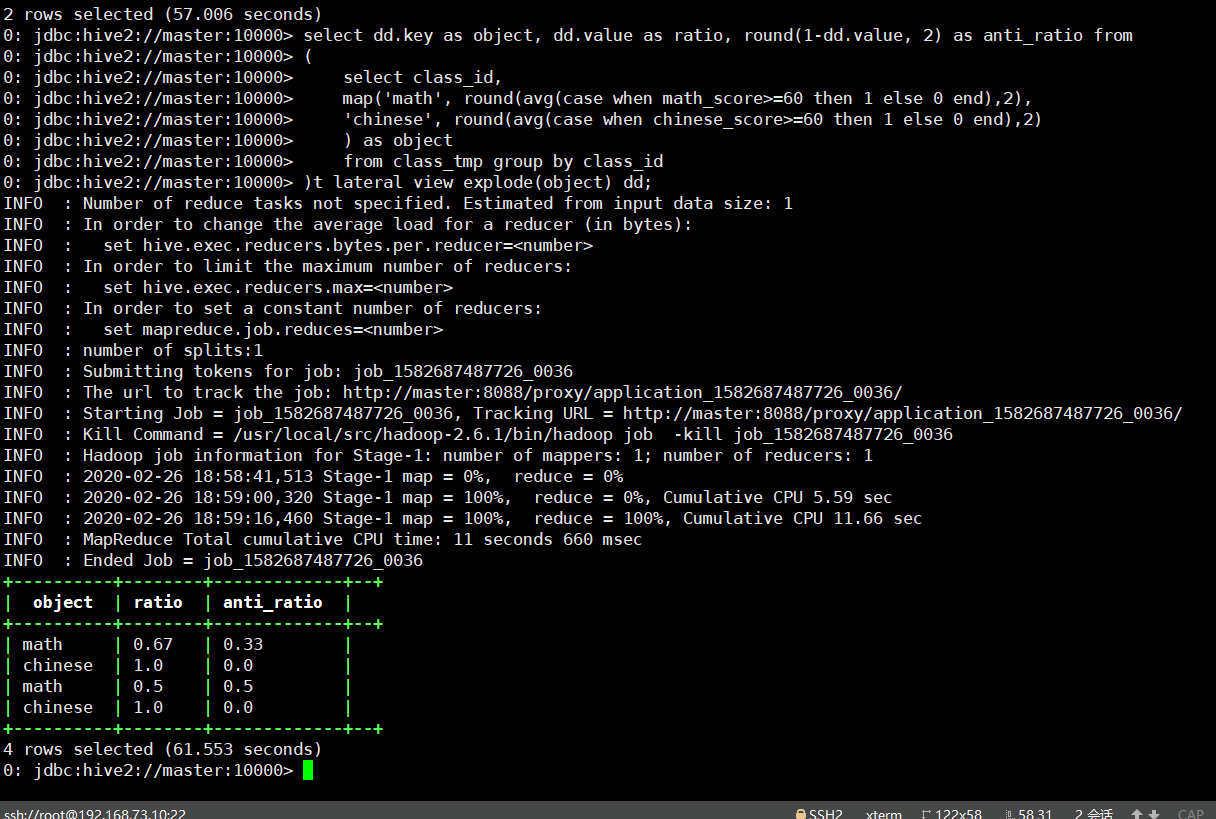 2 rows selected (57.006 seconds)
0: jdbc:hive2://master:10000> select dd.key as object, dd.value as ratio, round(1-dd.value, 2) as anti_ratio from
0: jdbc:hive2://master:10000> (
0: jdbc:hive2://master:10000>     select class_id,
0: jdbc:hive2://master:10000>     map('math', round(avg(case when math_score>=60 then 1 else 0 end),2),
0: jdbc:hive2://master:10000>     'chinese', round(avg(case when chinese_score>=60 then 1 else 0 end),2)
0: jdbc:hive2://master:10000>     ) as object
0: jdbc:hive2://master:10000>     from class_tmp group by class_id
0: jdbc:hive2://master:10000> )t lateral view explode(object) dd;
INFO  : Number of reduce tasks not specified. Estimated from input data size: 1
INFO  : In order to change the average load for a reducer (in bytes):
INFO  :   set hive.exec.reducers.bytes.per.reducer=<number>
INFO  : In order to limit the maximum number of reducers:
INFO  :   set hive.exec.reducers.max=<number>
INFO  : In order to set a constant number of reducers:
INFO  :   set mapreduce.job.reduces=<number>
INFO  : number of splits:1
INFO  : Submitting tokens for job: job_1582687487726_0036
INFO  : The url to track the job: http://master:8088/proxy/application_1582687487726_0036/
INFO  : Starting Job = job_1582687487726_0036, Tracking URL = http://master:8088/proxy/application_1582687487726_0036/
INFO  : Kill Command = /usr/local/src/hadoop-2.6.1/bin/hadoop job  -kill job_1582687487726_0036
INFO  : Hadoop job information for Stage-1: number of mappers: 1; number of reducers: 1
INFO  : 2020-02-26 18:58:41,513 Stage-1 map = 0%,  reduce = 0%
INFO  : 2020-02-26 18:59:00,320 Stage-1 map = 100%,  reduce = 0%, Cumulative CPU 5.59 sec
INFO  : 2020-02-26 18:59:16,460 Stage-1 map = 100%,  reduce = 100%, Cumulative CPU 11.66 sec
INFO  : MapReduce Total cumulative CPU time: 11 seconds 660 msec
INFO  : Ended Job = job_1582687487726_0036
+----------+--------+-------------+--+
|  object  | ratio  | anti_ratio  |
+----------+--------+-------------+--+
| math     | 0.67   | 0.33        |
| chinese  | 1.0    | 0.0         |
| math     | 0.5    | 0.5         |
| chinese  | 1.0    | 0.0         |
+----------+--------+-------------+--+
4 rows selected (61.553 seconds)
0: jdbc:hive2://master:10000>
ssh://root@192.168.73.10:22 SSH2 xterm 122x58 58,31 2 会话 CAP